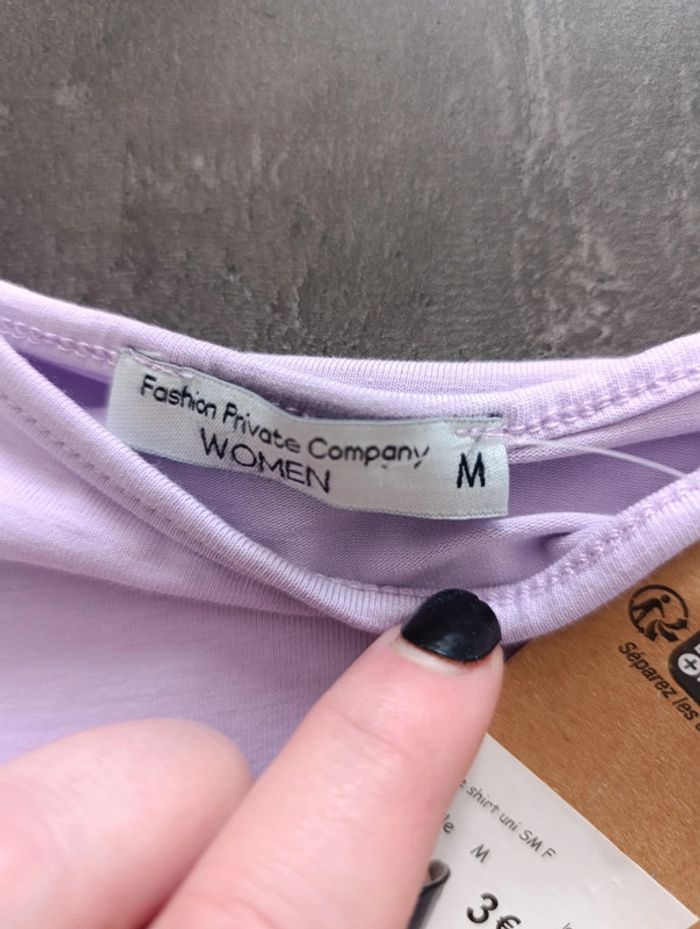 Fashion Private Company
WOMEN
M
Séparez les
shirt uni SM F
M
3€